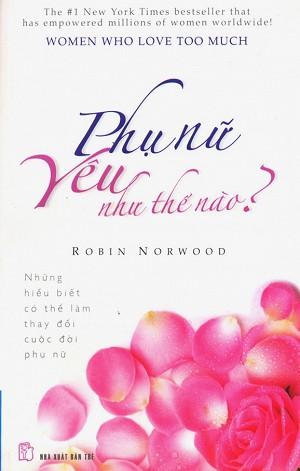 The #1 New York Times bestseller that
has empowered millions of women worldwide!
WOMEN WHO LOVE TOO MUCH
Phụ nữ
Yêu
như thế nào?
ROBIN NORWOOD
Những
hiểu biết
có thể làm
thay đổi
cuộc đời
phụ nữ
NHÀ XUẤT BẢN TRẺ